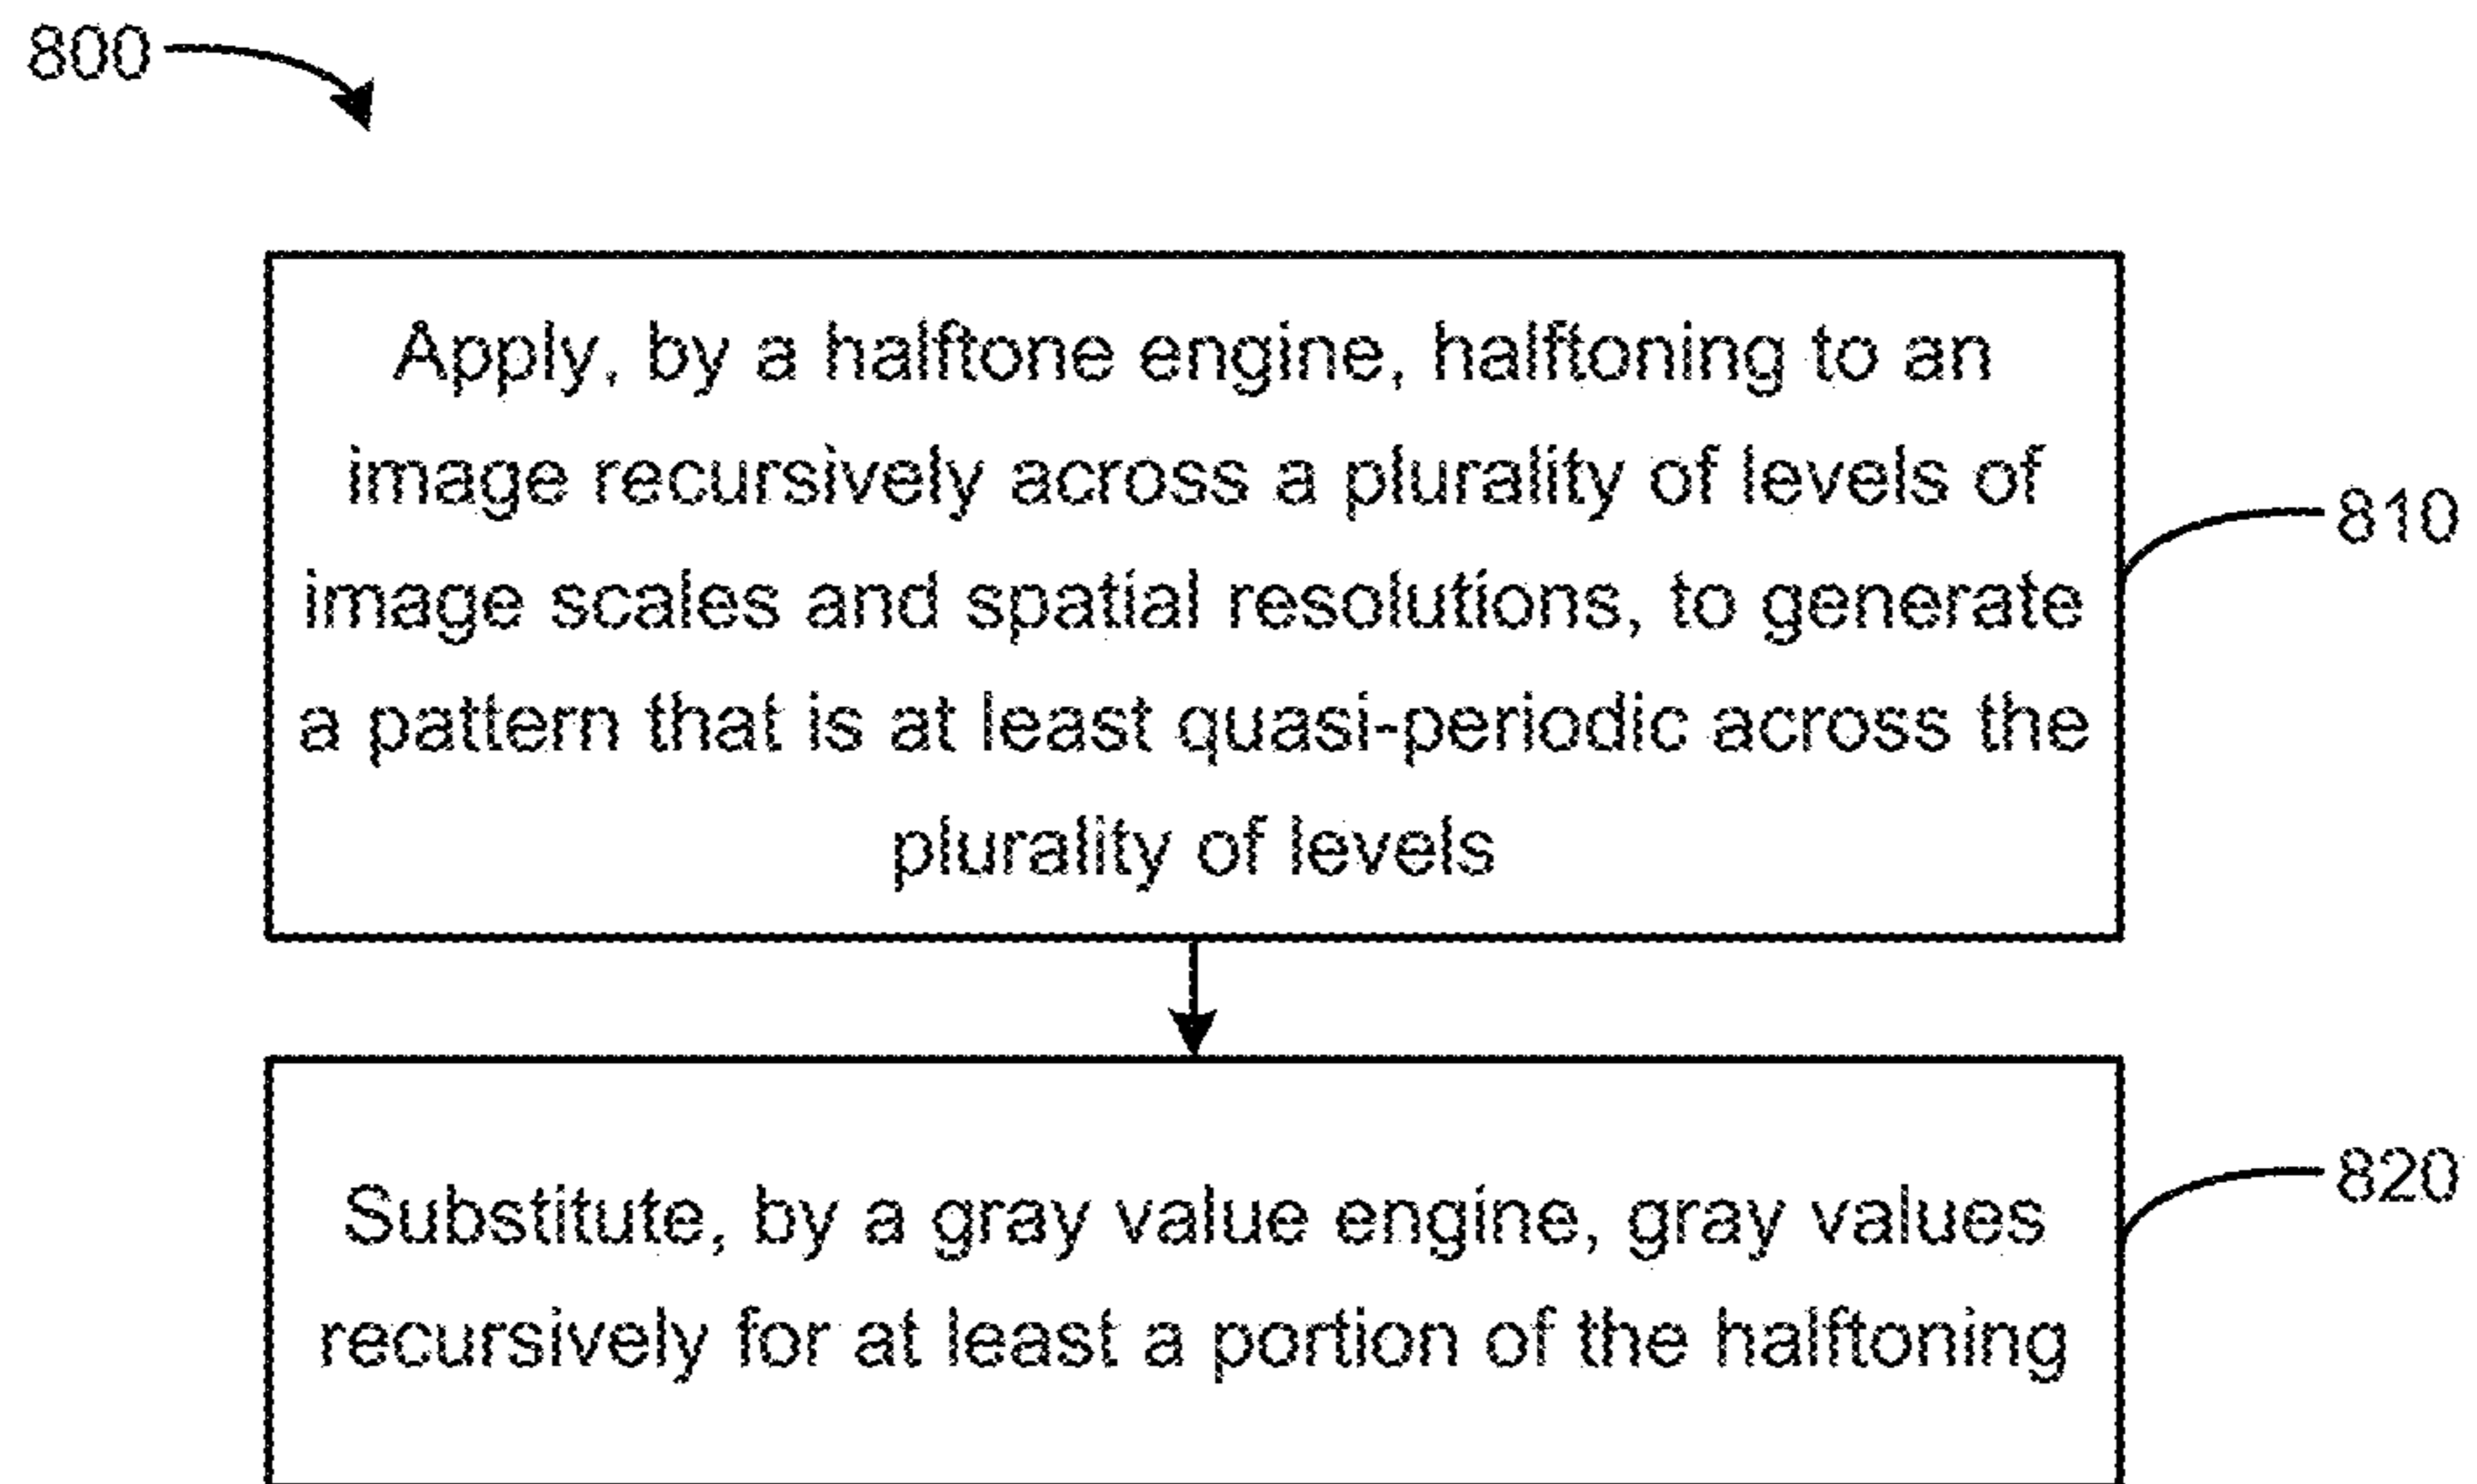 800
Apply, by a halftone engine, halftoning to an
image recursively across a plurality of levels of
image scales and spatial resolutions, to generate
a pattern that is at least quasi-periodic across the
plurality of levels
810
Substitute, by a gray value engine, gray values
recursively for at least a portion of the halftoning
820